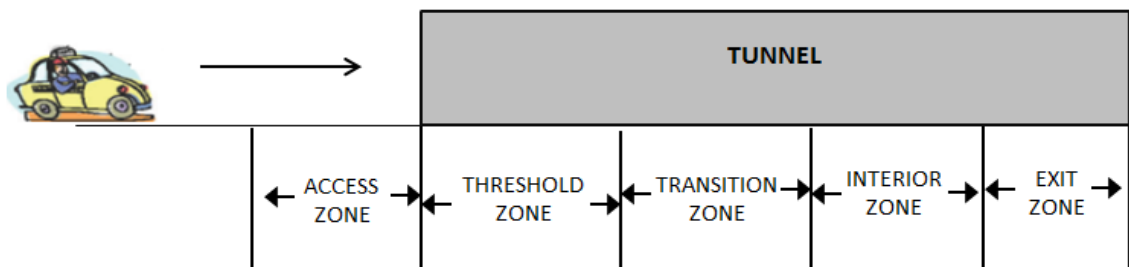 TUNNEL
ACCESS
ZONE
THRESHOLD
ZONE
TRANSITION
ZONE
INTERIOR
ZONE
EXIT
ZONE